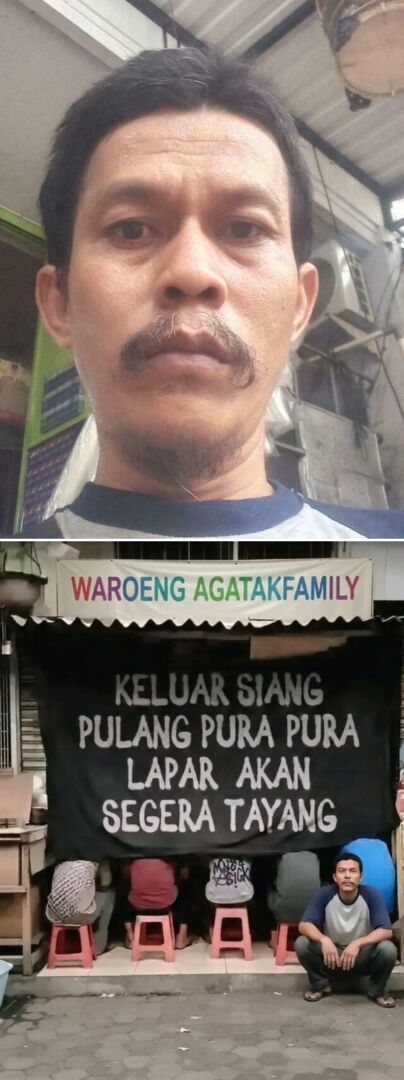 WAROENG AGATAKFAMILY
KELUAR SIANG
PULANG PURA PURA
LAPAR AKAN
SEGERA TAYANG